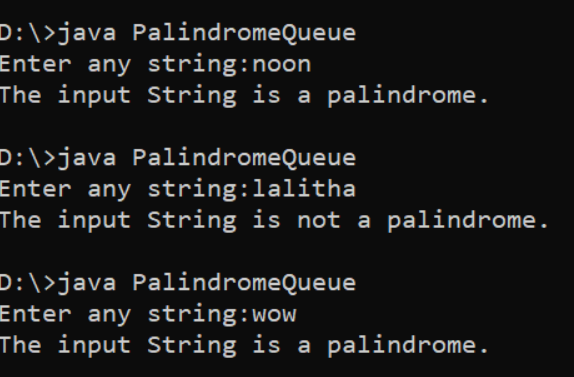 D:\>java PalindromeQueue
Enter any string:noon
The input String is a palindrome.
D:\>java PalindromeQueue
Enter any string:lalitha
The input String is not a palindrome.
D:\>java PalindromeQueue
Enter any string:wow
The input String is a palindrome.